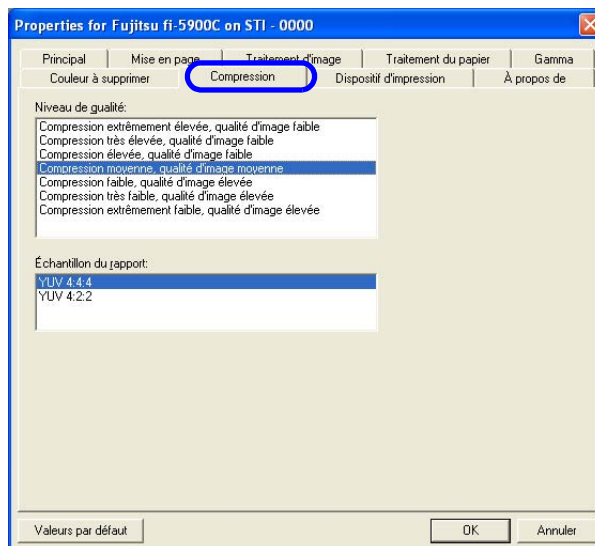 Properties for Fujitsu fi-5900C on STI - 0000
Principal Mise en page Traitement d'image Traitement du papier Gamma
Couleur à supprimer Compression Dispositif d'impression À propos de
Niveau de qualité:
Compression extrêmement élevée, qualité d'image faible
Compression très élevée, qualité d'image faible
Compression élevée, qualité d'image faible
Compression moyenne, qualité d'image moyenne
Compression faible, qualité d'image élevée
Compression très faible, qualité d'image élevée
Compression extrêmement faible, qualité d'image élevée
Échantillon du rapport:
YUV 4:4:4
YUV 4:2:2
Valeurs par défaut OK Annuler